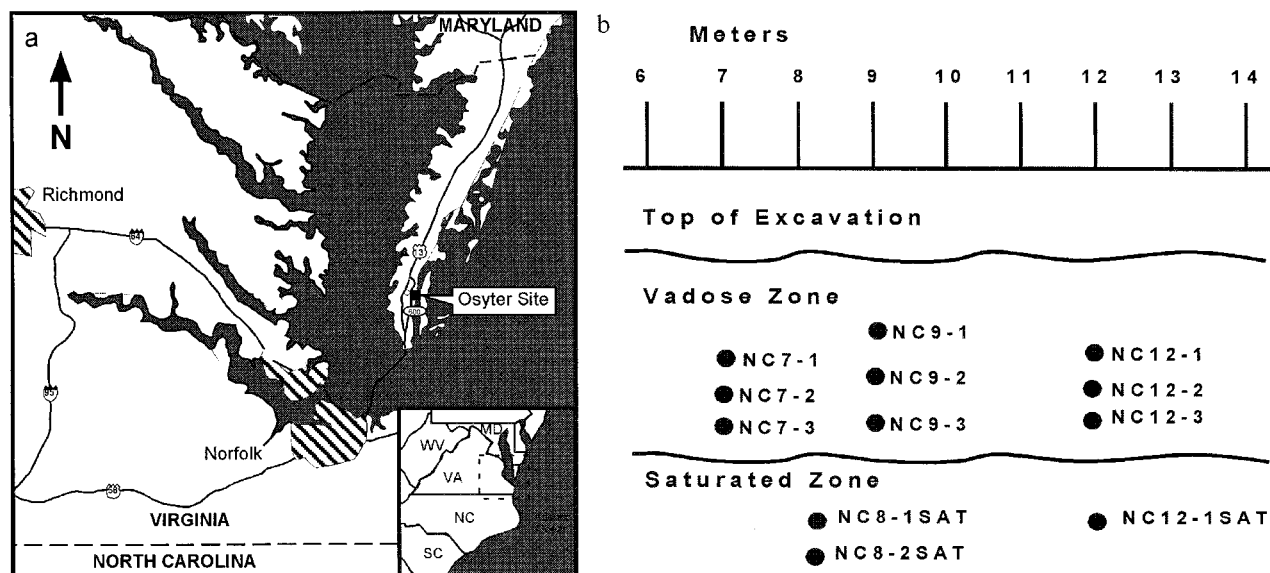 a
MARYLAND
N
Richmond
64
13
Osyter Site
600
95
Norfolk
58
VIRGINIA
NORTH CAROLINA
WV
MD
VA
NC
SC
b
Meters
6 7 8 9 10 11 12 13 14
Top of Excavation
Vadose Zone
NC9-1
NC7-1
NC12-1
NC9-2
NC7-2
NC12-2
NC7-3
NC9-3
NC12-3
Saturated Zone
NC8-1SAT
NC12-1SAT
NC8-2SAT